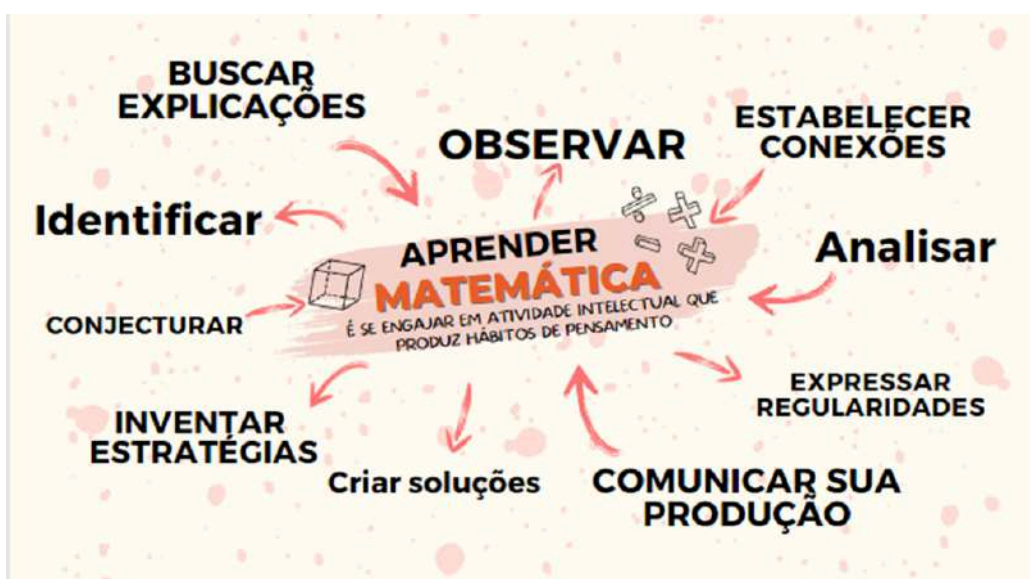 BUSCAR
EXPLICAÇÕES
OBSERVAR
ESTABELECER
CONEXÕES
Identificar
Analisar
APRENDER
MATEMÁTICA
É SE ENGAJAR EM ATIVIDADE INTELECTUAL QUE
PRODUZ HÁBITOS DE PENSAMENTO
CONJECTURAR
EXPRESSAR
REGULARIDADES
INVENTAR
ESTRATÉGIAS
Criar soluções
COMUNICAR SUA
PRODUÇÃO